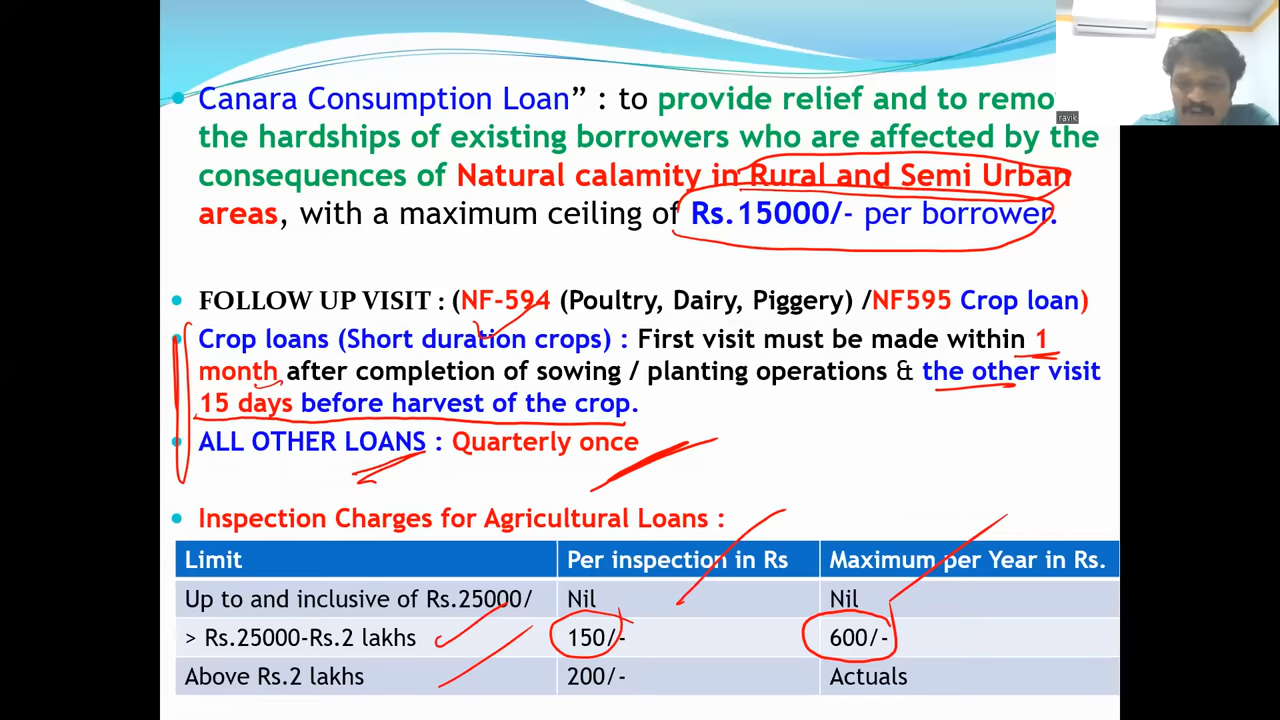 Canara Consumption Loan” : to provide relief and to remo
the hardships of existing borrowers who are affected by the
consequences of Natural calamity in Rural and Semi Urban
areas, with a maximum ceiling of Rs.15000/- per borrower.
FOLLOW UP VISIT : (NF-594 (Poultry, Dairy, Piggery) /NF595 Crop loan)
Crop loans (Short duration crops) : First visit must be made within 1
month after completion of sowing / planting operations & the other visit
15 days before harvest of the crop.
ALL OTHER LOANS : Quarterly once
Inspection Charges for Agricultural Loans :
Limit Per inspection in Rs Maximum per Year in Rs.
Up to and inclusive of Rs.25000/ Nil Nil
> Rs.25000-Rs.2 lakhs 150/- 600/-
Above Rs.2 lakhs 200/- Actuals
ravik